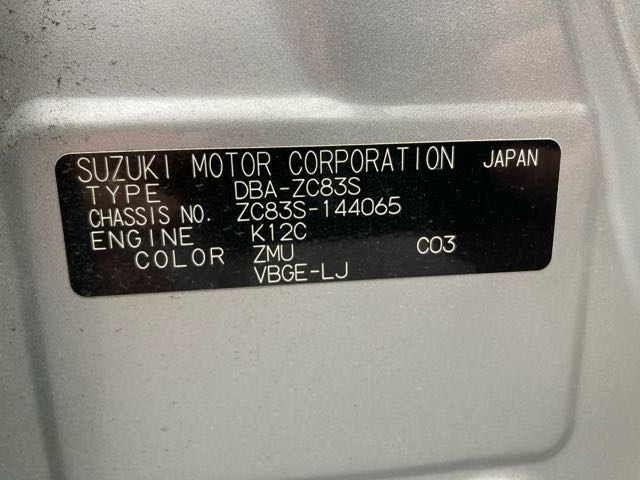 SUZUKI MOTOR CORPORATION JAPAN
TYPE DBA-ZC83S
CHASSIS NO. ZC83S-144065
ENGINE K12C
COLOR ZMU C03
VBGE-LJ